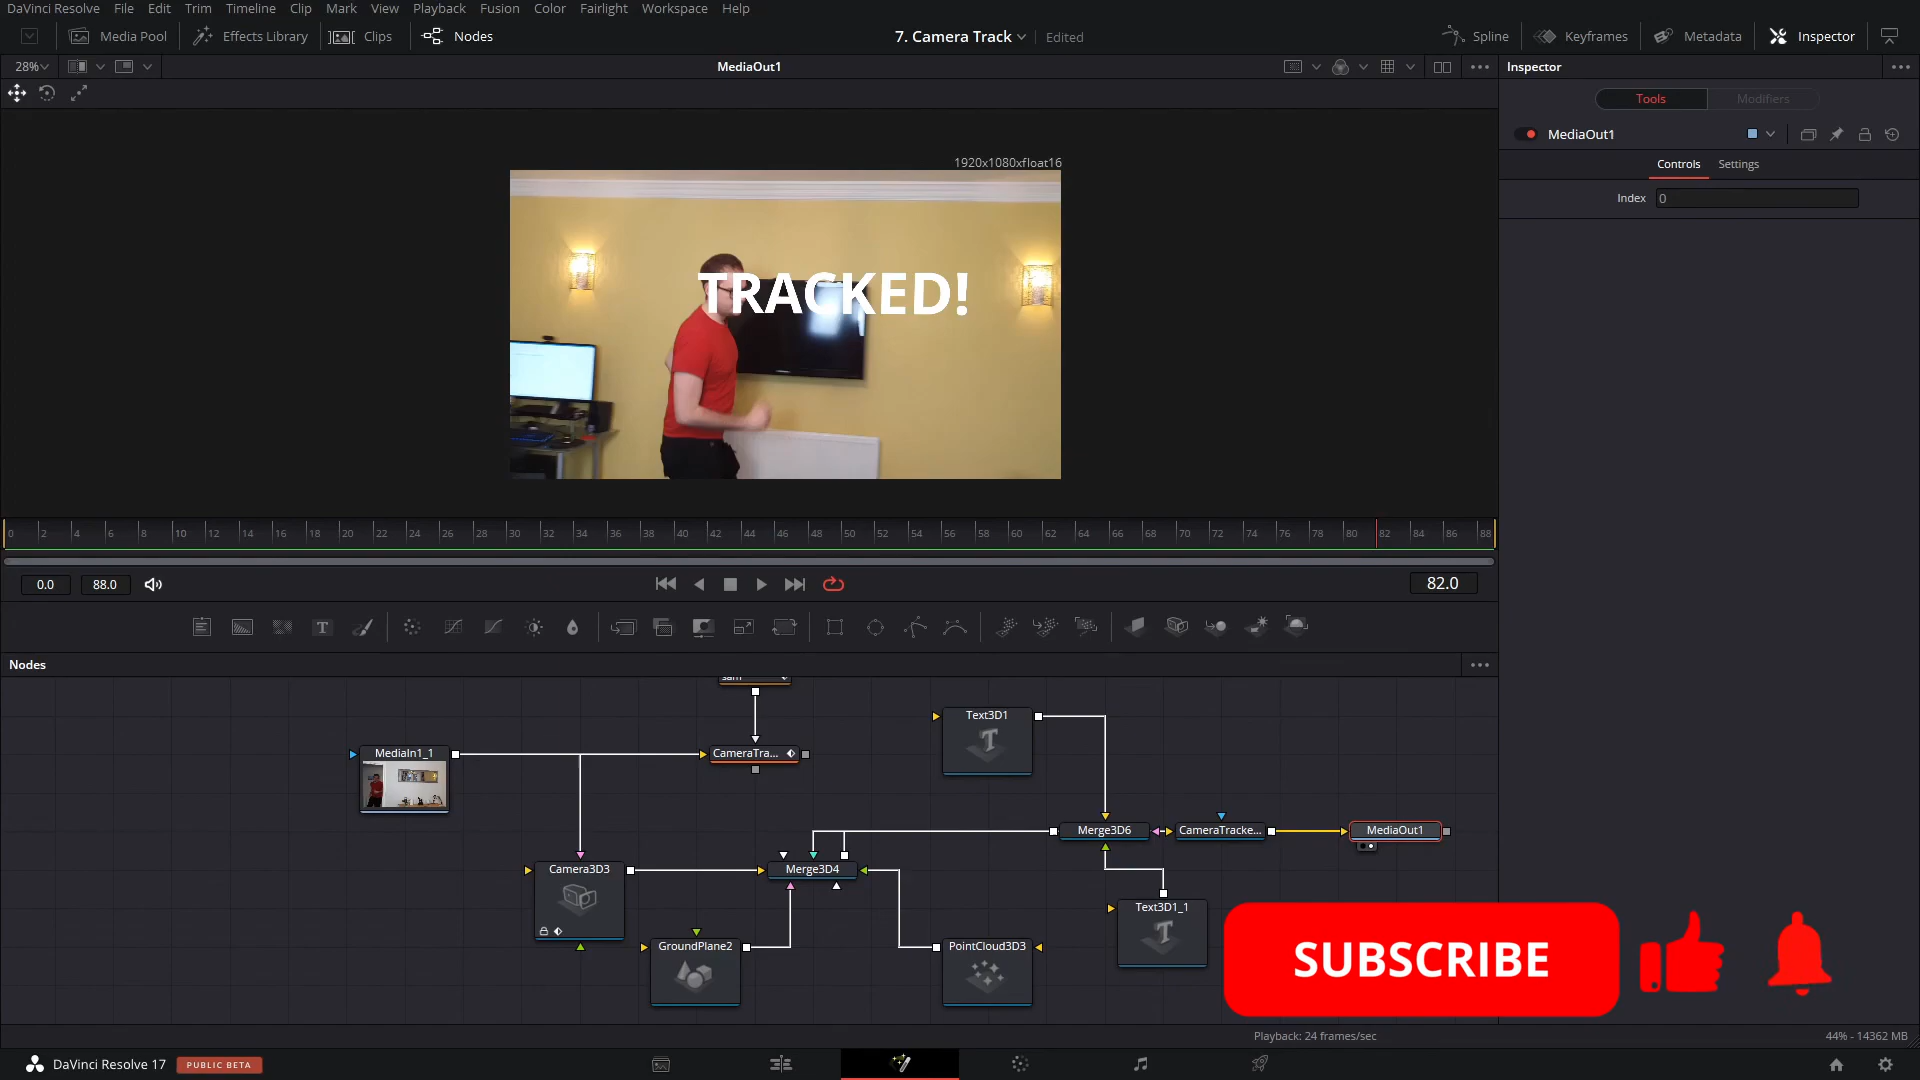 DaVinci Resolve File Edit Trim Timeline Clip Mark View Playback Fusion Color Fairlight Workspace Help
Media Pool Effects Library Clips Nodes 7. Camera Track Edited Spline Keyframes Metadata Inspector
28% MediaOut1 Inspector
Tools Modifiers
MediaOut1
1920x1080xfloat16
Controls Settings
Index 0
TRACKED!
0 2 4 6 8 10 12 14 16 18 20 22 24 26 28 30 32 34 36 38 40 42 44 46 48 50 52 54 56 58 60 62 64 66 68 70 72 74 76 78 80 82 84 86 88
0.0 88.0 82.0
T
Nodes
Text3D1
MediaIn1_1
CameraTra...
Merge3D6
CameraTracke...
MediaOut1
Camera3D3
Merge3D4
Text3D1_1
GroundPlane2
PointCloud3D3
SUBSCRIBE
Playback: 24 frames/sec 44% - 14362 MB
DaVinci Resolve 17 PUBLIC BETA